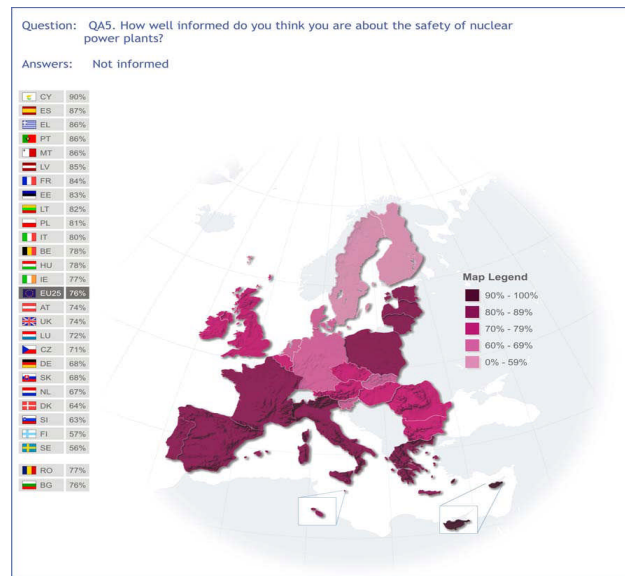 Question: QA5. How well informed do you think you are about the safety of nuclear
power plants?
Answers: Not informed
CY 90%
ES 87%
EL 86%
PT 86%
MT 86%
LV 85%
FR 84%
EE 83%
LT 82%
PL 81%
IT 80%
BE 78%
HU 78%
IE 77%
EU25 76%
AT 74%
UK 74%
LU 72%
CZ 71%
DE 68%
SK 68%
NL 67%
DK 64%
SI 63%
FI 57%
SE 56%
RO 77%
BG 76%
Map Legend
90% - 100%
80% - 89%
70% - 79%
60% - 69%
0% - 59%